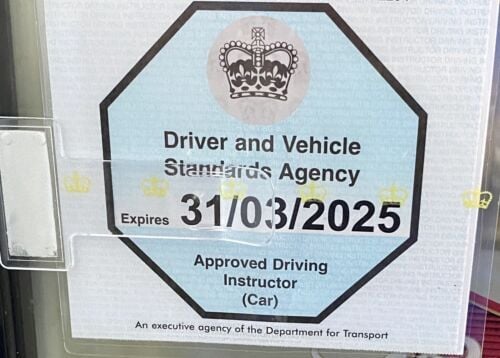 Driver and Vehicle
Standards Agency
Expires 31/03/2025
Approved Driving
Instructor
(Car)
An executive agency of the Department for Transport